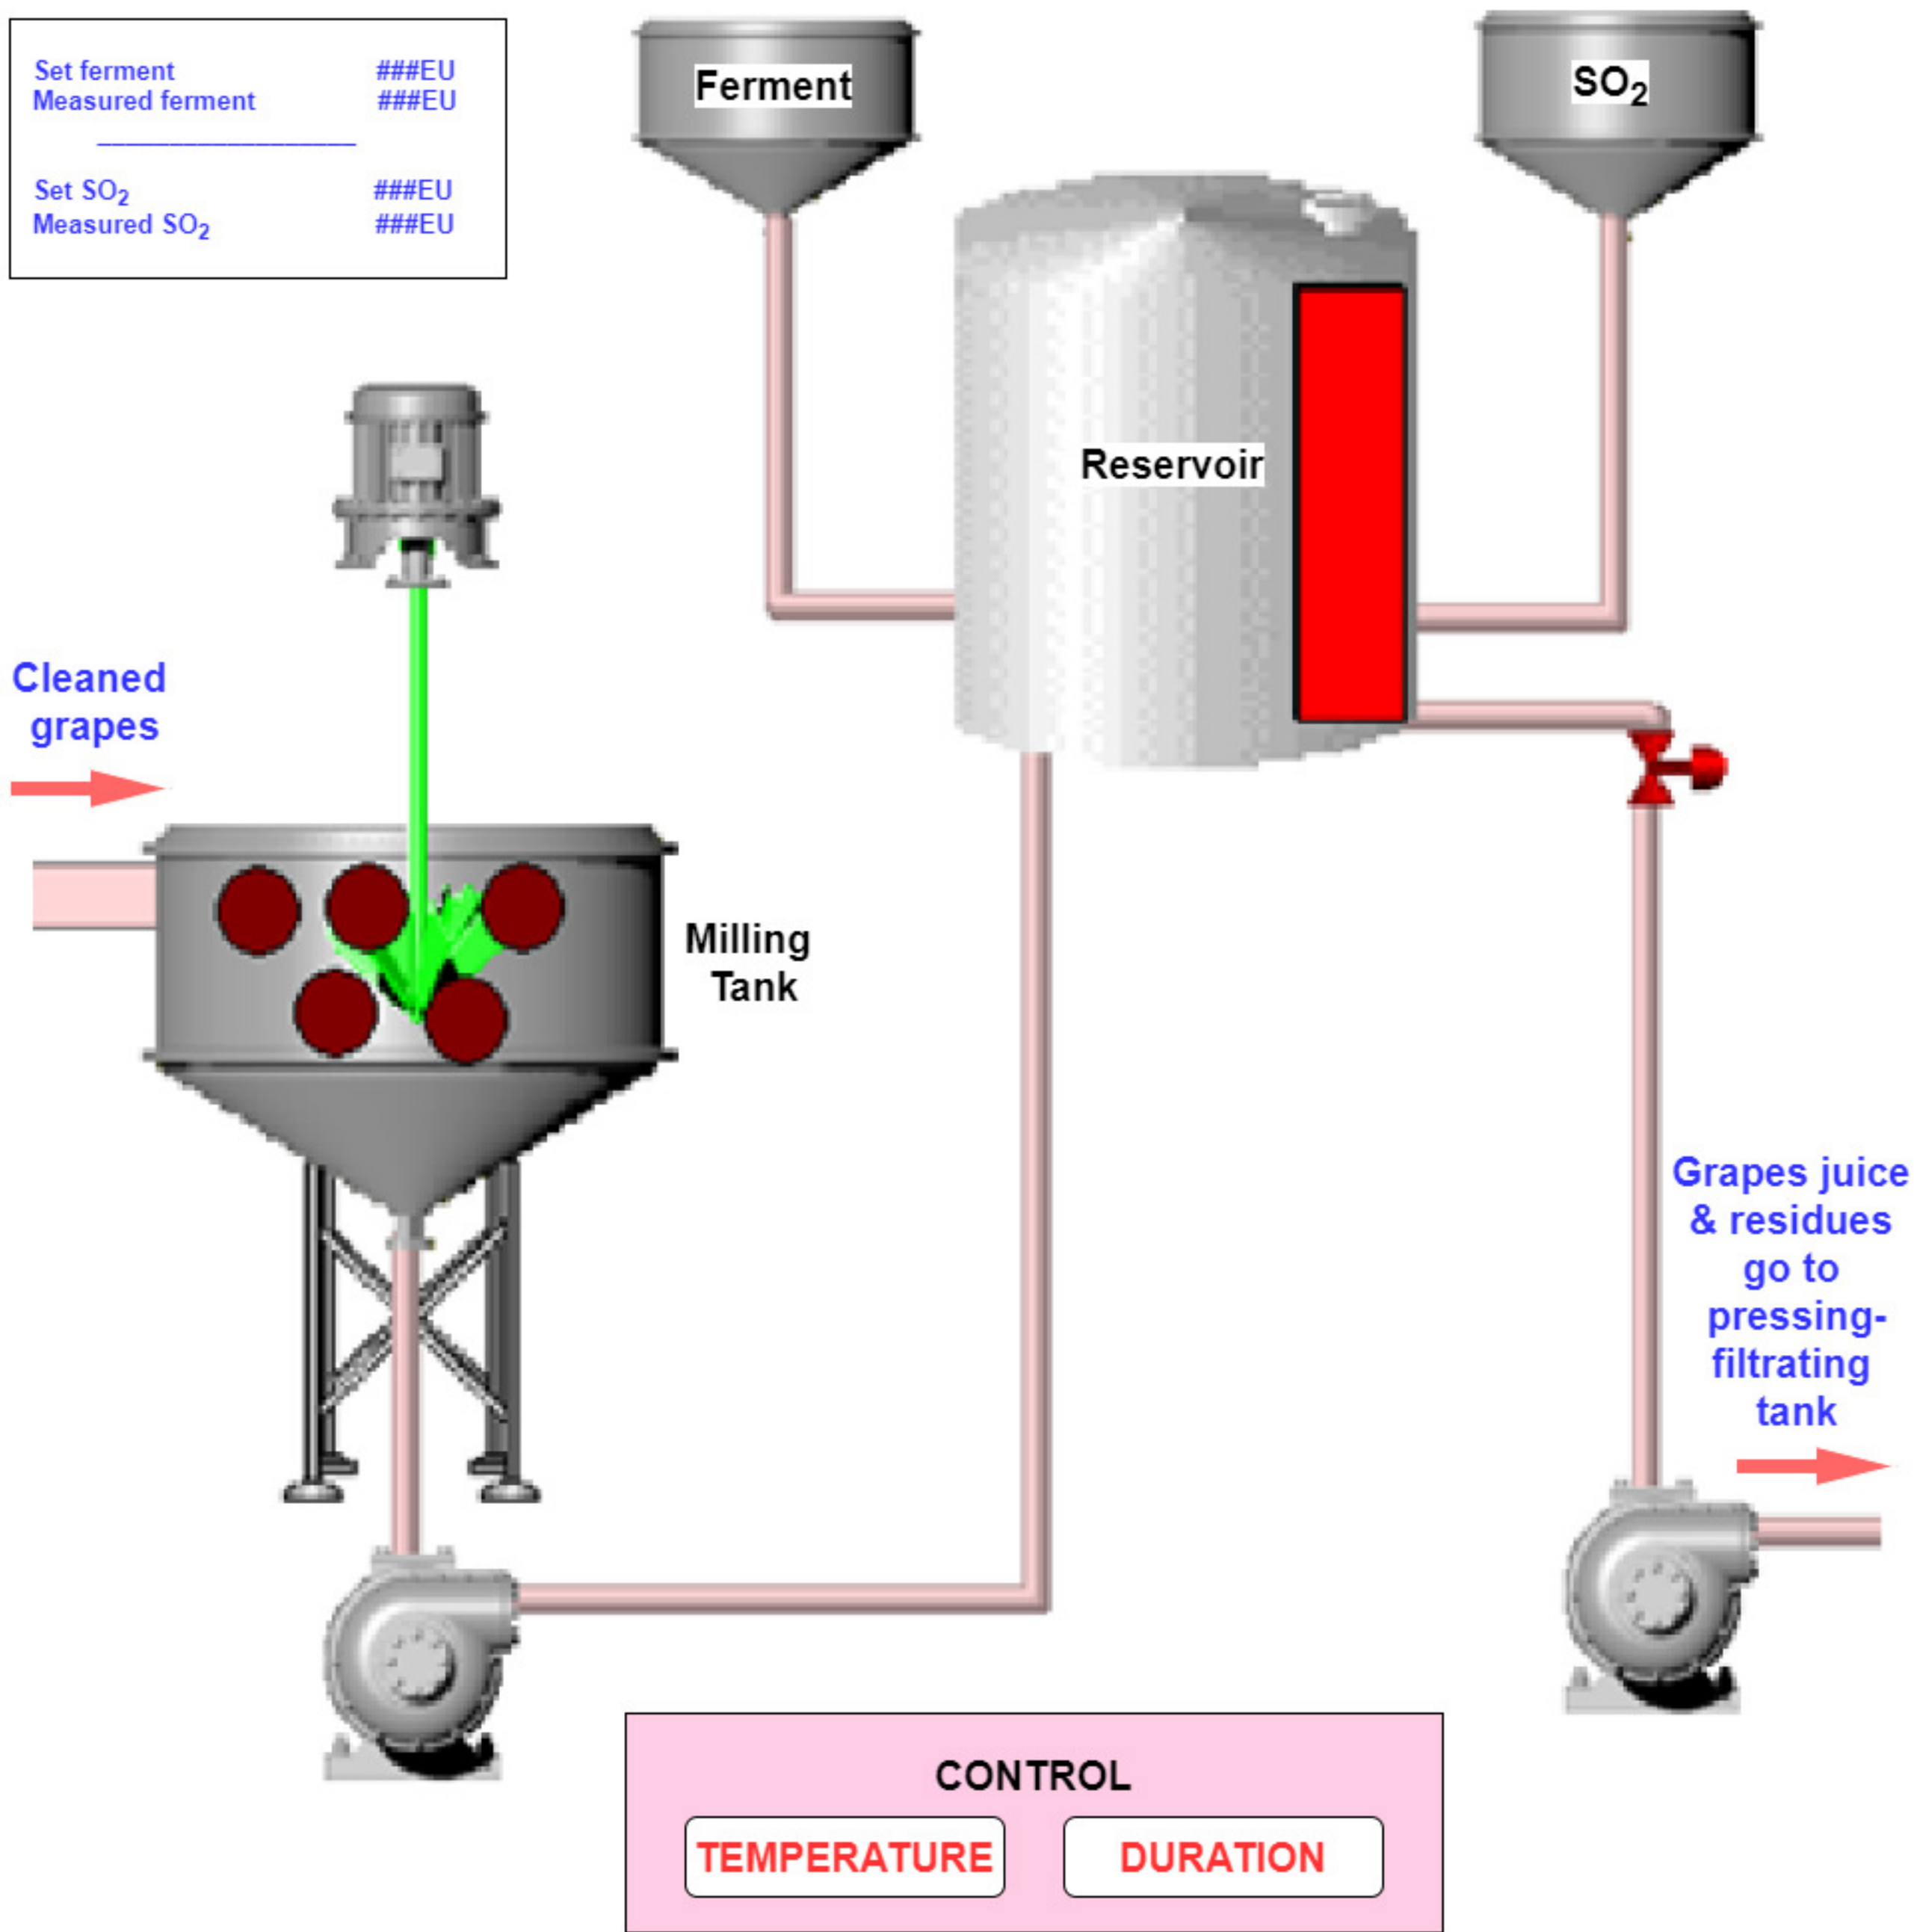 Set ferment ###EU
Measured ferment ###EU
Set SO₂ ###EU
Measured SO₂ ###EU
Ferment
SO₂
Reservoir
Cleaned
grapes
Milling
Tank
Grapes juice
& residues
go to
pressing-
filtrating
tank
CONTROL
TEMPERATURE DURATION